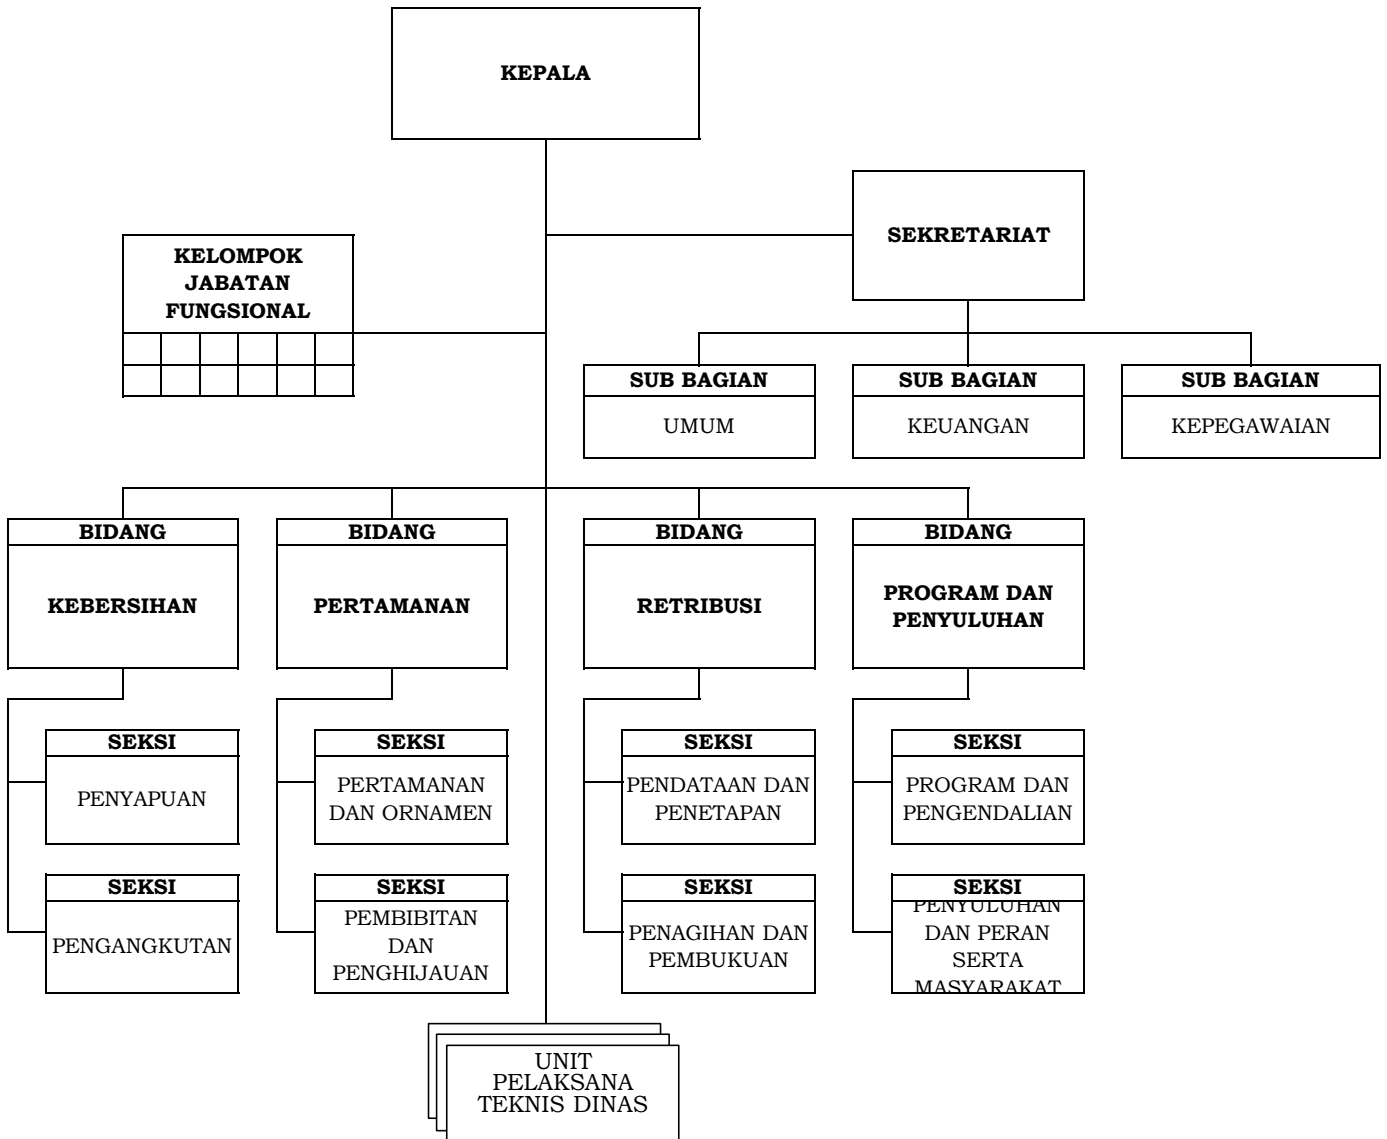 KEPALA
SEKRETARIAT
KELOMPOK
JABATAN
FUNGSIONAL
SUB BAGIAN
UMUM
SUB BAGIAN
KEUANGAN
SUB BAGIAN
KEPEGAWAIAN
BIDANG
KEBERSIHAN
BIDANG
PERTAMANAN
BIDANG
RETRIBUSI
BIDANG
PROGRAM DAN
PENYULUHAN
SEKSI
PENYAPUAN
SEKSI
PERTAMANAN
DAN ORNAMEN
SEKSI
PENDATAAN DAN
PENETAPAN
SEKSI
PROGRAM DAN
PENGENDALIAN
SEKSI
PENGANGKUTAN
SEKSI
PEMBIBITAN
DAN
PENGHIJAUAN
SEKSI
PENAGIHAN DAN
PEMBUKUAN
SEKSI
PENYULUHAN
DAN PERAN
SERTA
MASYARAKAT
UNIT
PELAKSANA
TEKNIS DINAS